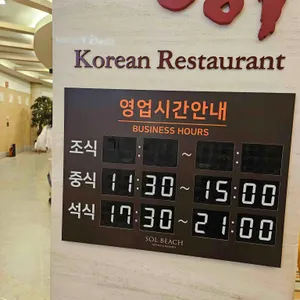 Korean Restaurant
영업시간안내
BUSINESS HOURS
조식 : ~ :
중식 11:30 ~ 15:00
석식 17:30 ~ 21:00
SOL BEACH